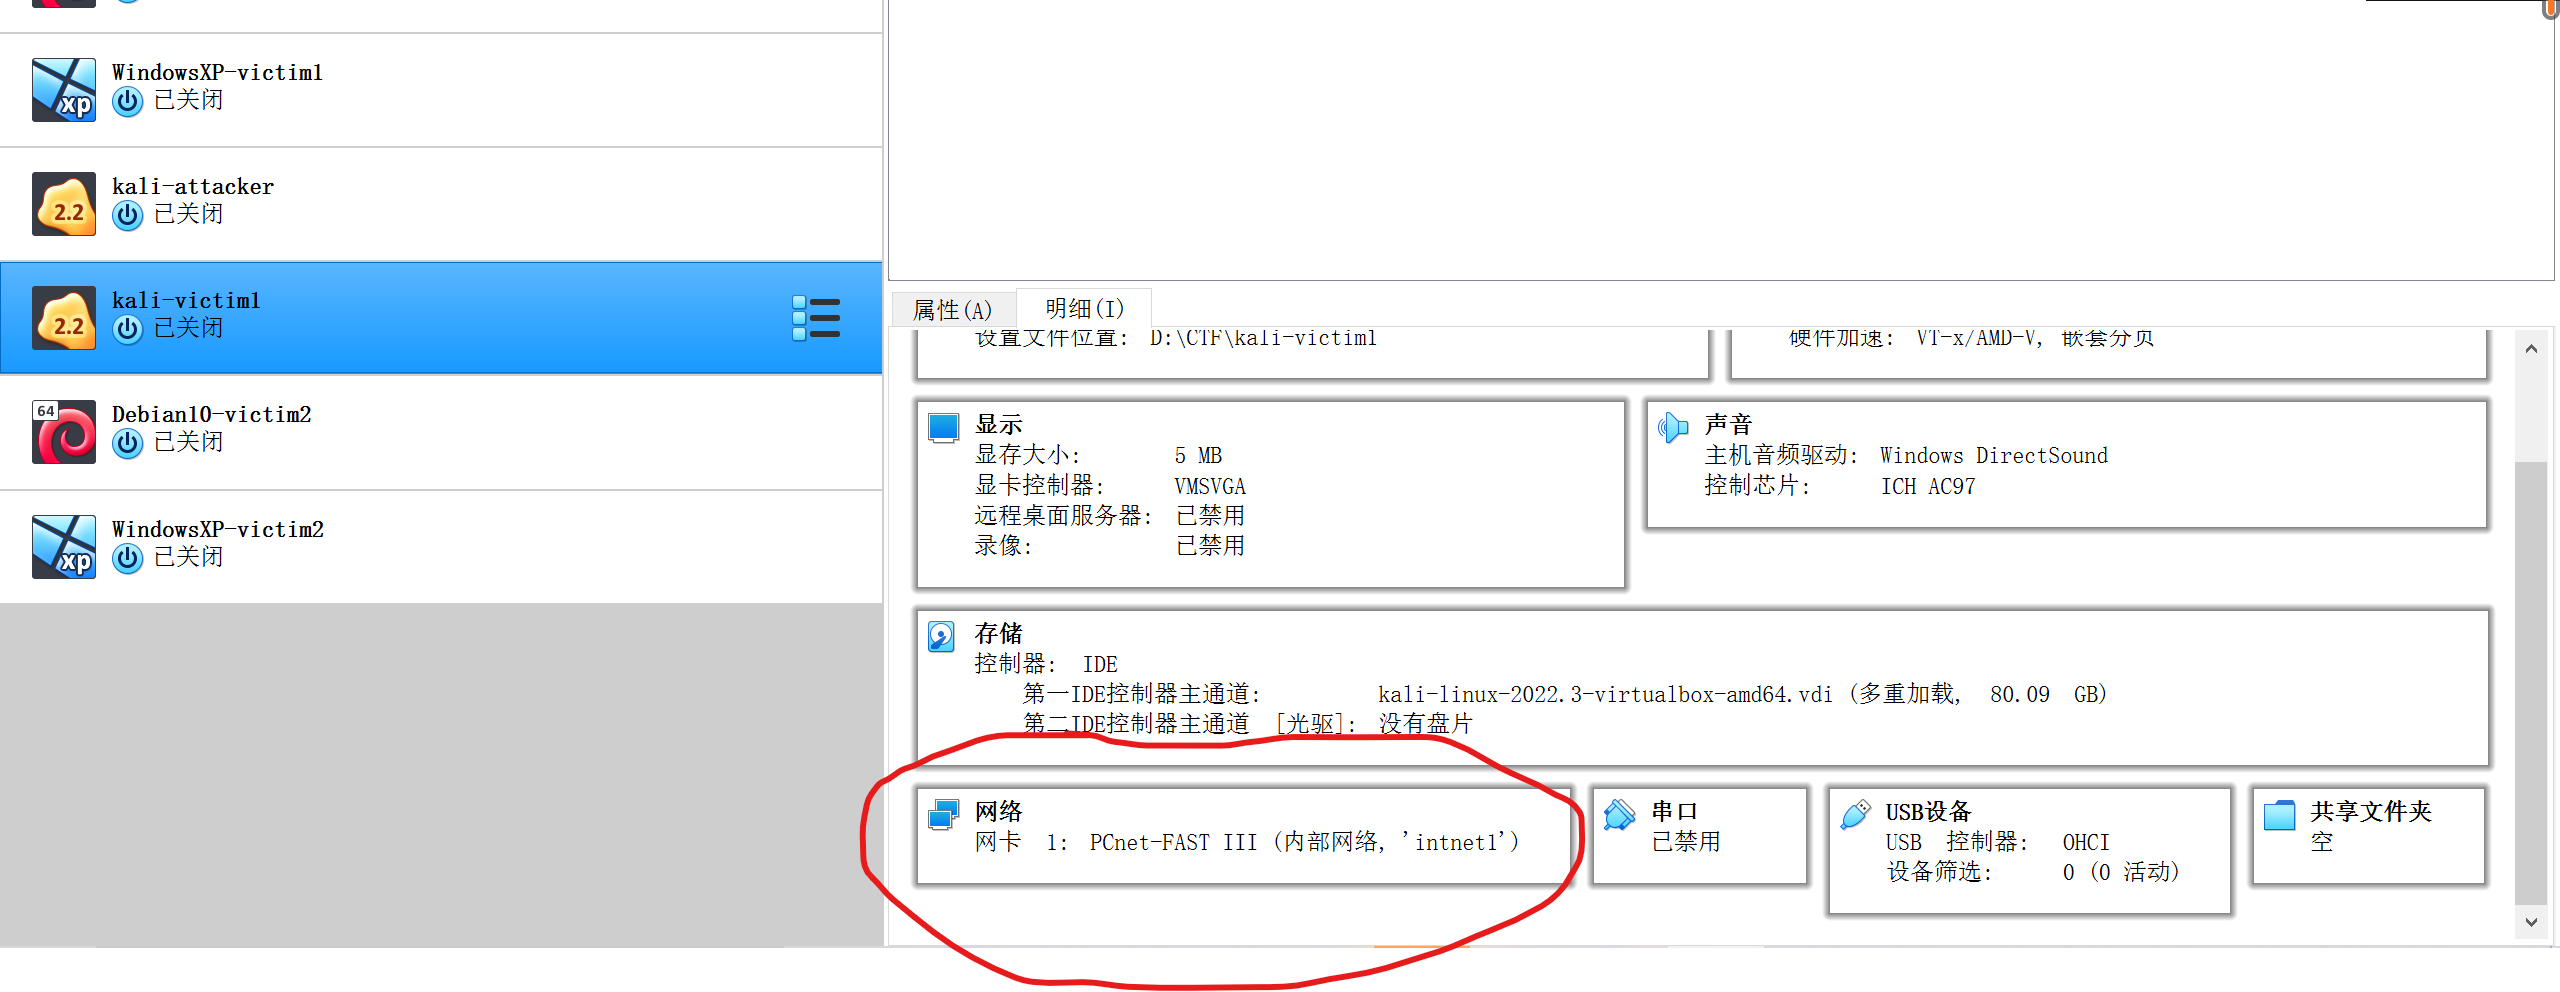 WindowsXP-victim1
已关闭
2.2
kali-attacker
已关闭
2.2
kali-victim1
已关闭
64
Debian10-victim2
已关闭
WindowsXP-victim2
已关闭
xp
xp
属性(A)
明细(I)
设置文件位置: D:\CTF\kali-victim1
硬件加速: VT-x/AMD-V, 嵌套分页
显示
显存大小: 5 MB
显卡控制器: VMSVGA
远程桌面服务器: 已禁用
录像: 已禁用
声音
主机音频驱动: Windows DirectSound
控制芯片: ICH AC97
存储
控制器: IDE
第一IDE控制器主通道: kali-linux-2022.3-virtualbox-amd64.vdi (多重加载, 80.09 GB)
第二IDE控制器主通道 [光驱]: 没有盘片
网络
网卡 1: PCnet-FAST III (内部网络, 'intnet1')
串口
已禁用
USB设备
USB 控制器: OHCI
设备筛选: 0 (0 活动)
共享文件夹
空